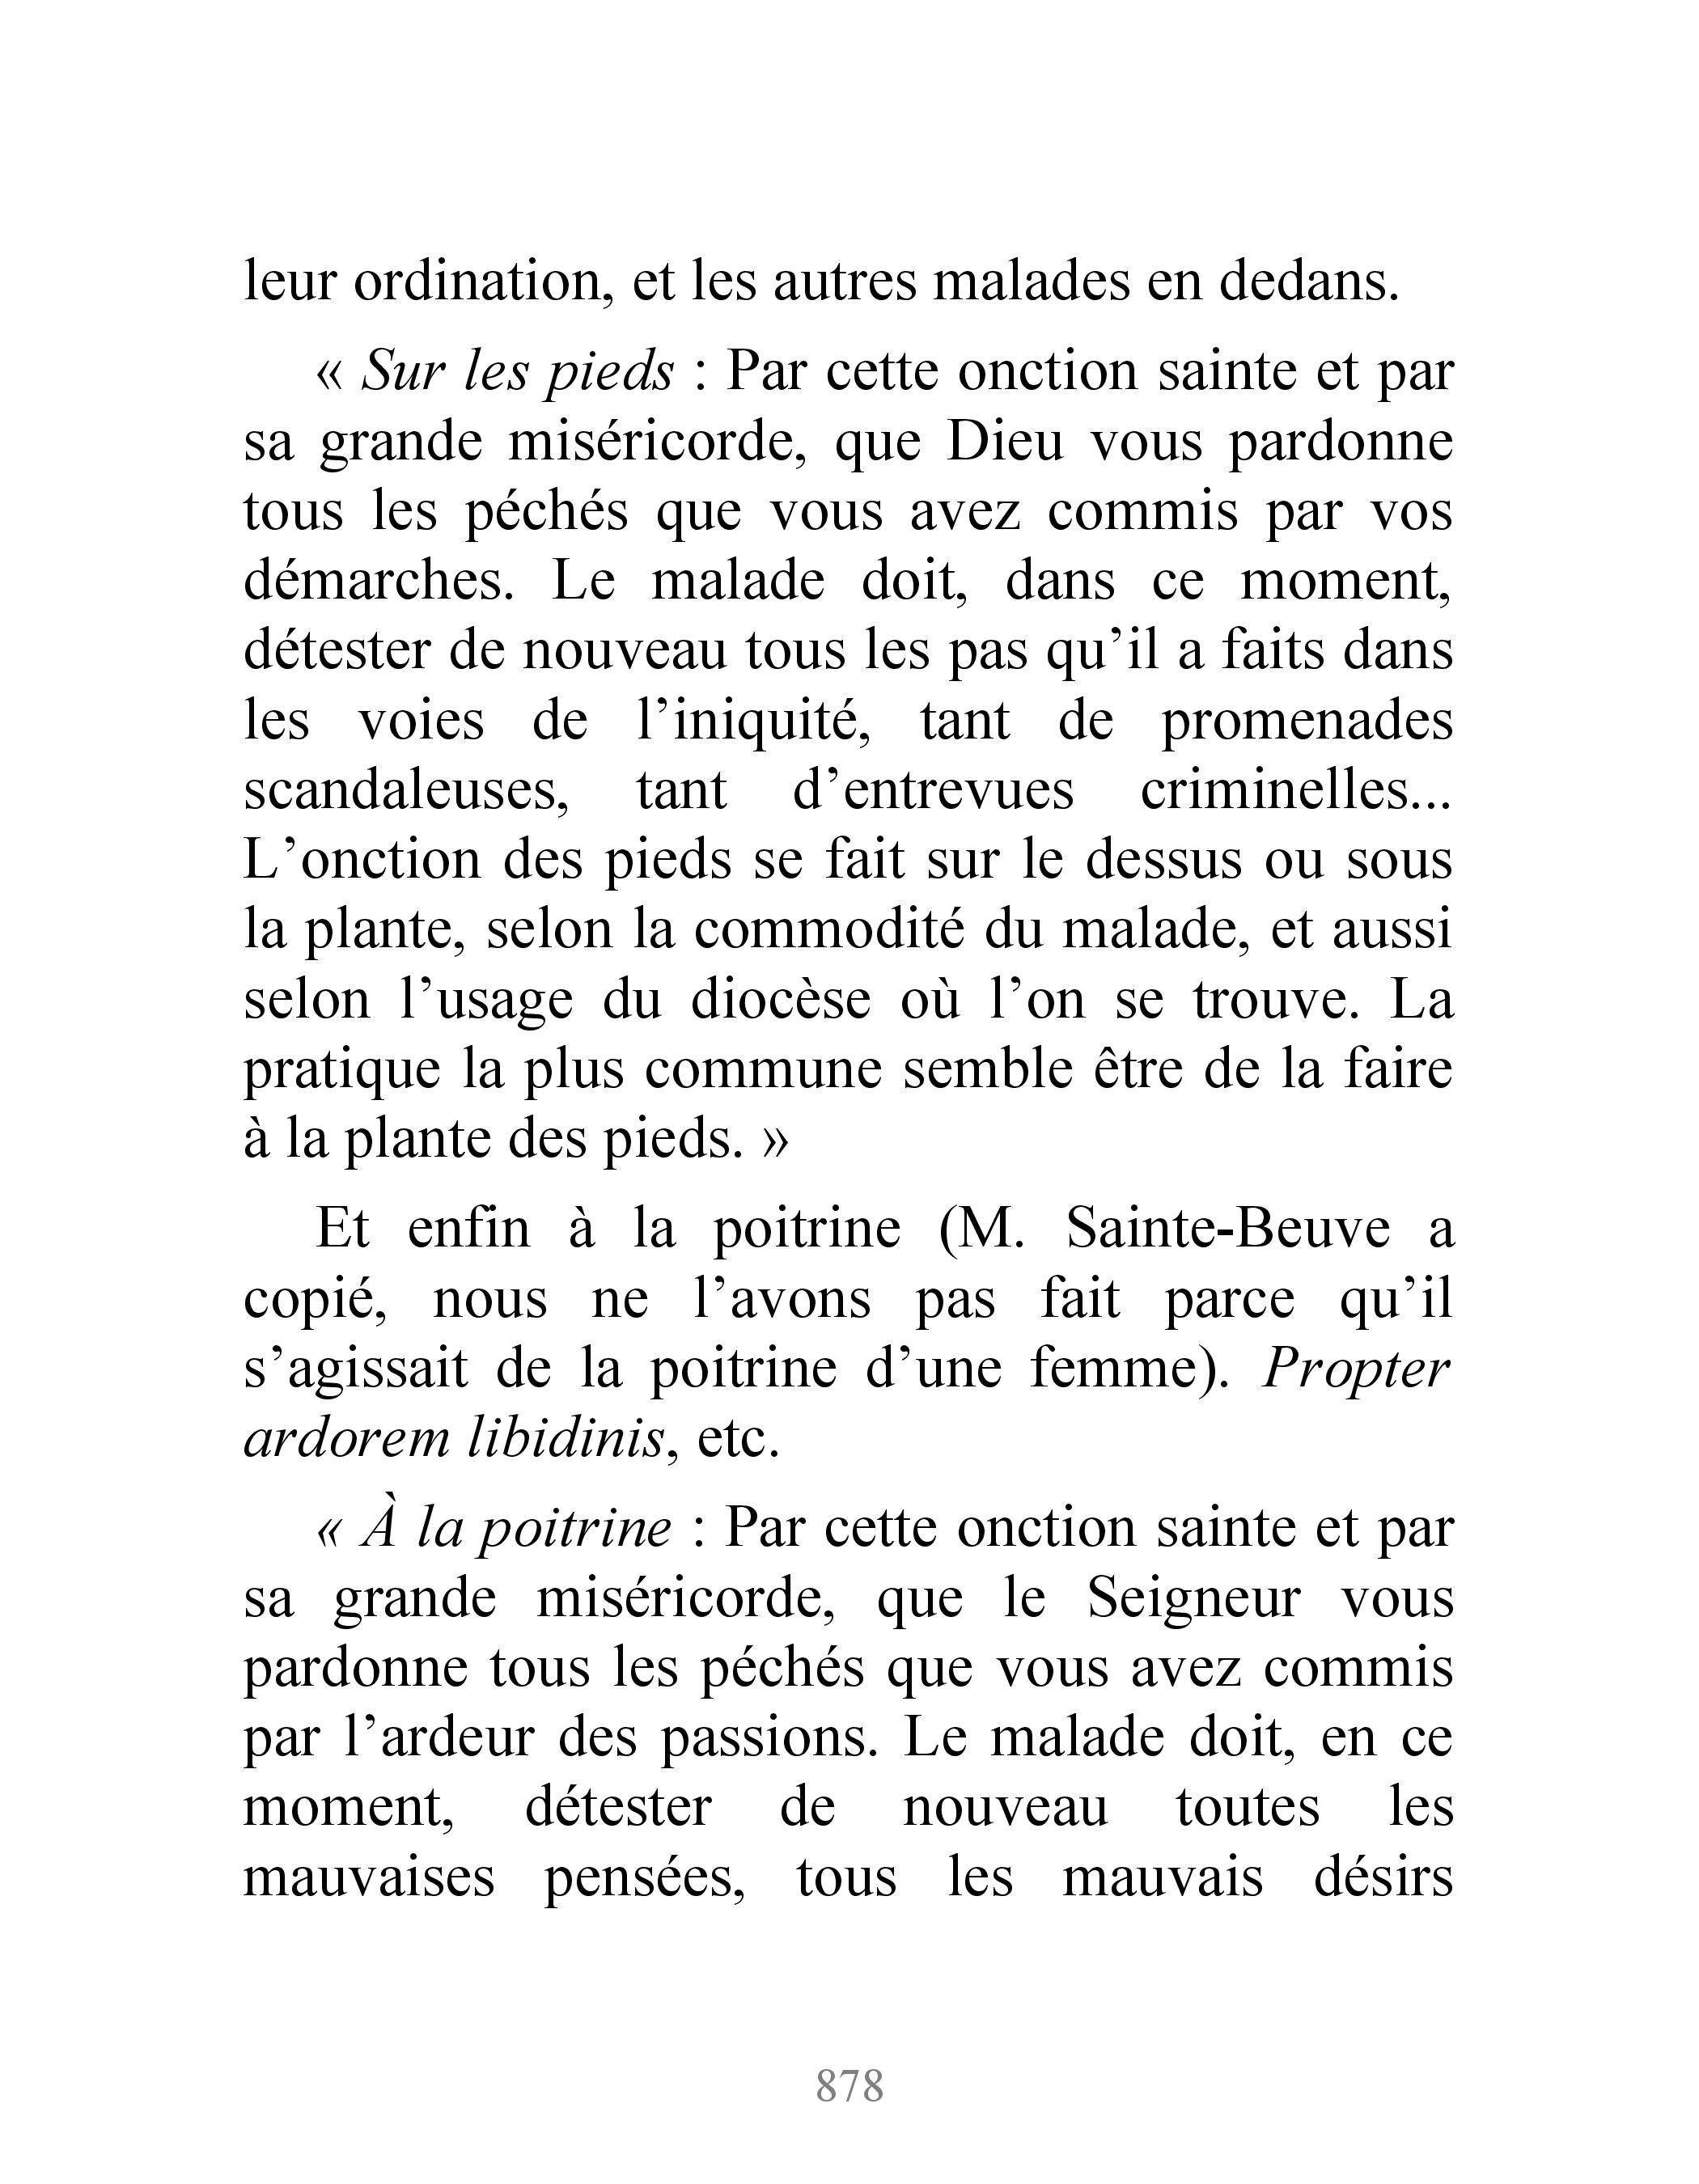 leur ordination, et les autres malades en dedans.
« Sur les pieds : Par cette onction sainte et par
sa grande miséricorde, que Dieu vous pardonne
tous les péchés que vous avez commis par vos
démarches. Le malade doit, dans ce moment,
détester de nouveau tous les pas qu’il a faits dans
les voies de l’iniquité, tant de promenades
scandaleuses, tant d’entrevues criminelles...
L’onction des pieds se fait sur le dessus ou sous
la plante, selon la commodité du malade, et aussi
selon l’usage du diocèse où l’on se trouve. La
pratique la plus commune semble être de la faire
à la plante des pieds. »
Et enfin à la poitrine (M. Sainte-Beuve a
copié, nous ne l’avons pas fait parce qu’il
s’agissait de la poitrine d’une femme). Propter
ardorem libidinis, etc.
« À la poitrine : Par cette onction sainte et par
sa grande miséricorde, que le Seigneur vous
pardonne tous les péchés que vous avez commis
par l’ardeur des passions. Le malade doit, en ce
moment, détester de nouveau toutes les
mauvaises pensées, tous les mauvais désirs
878